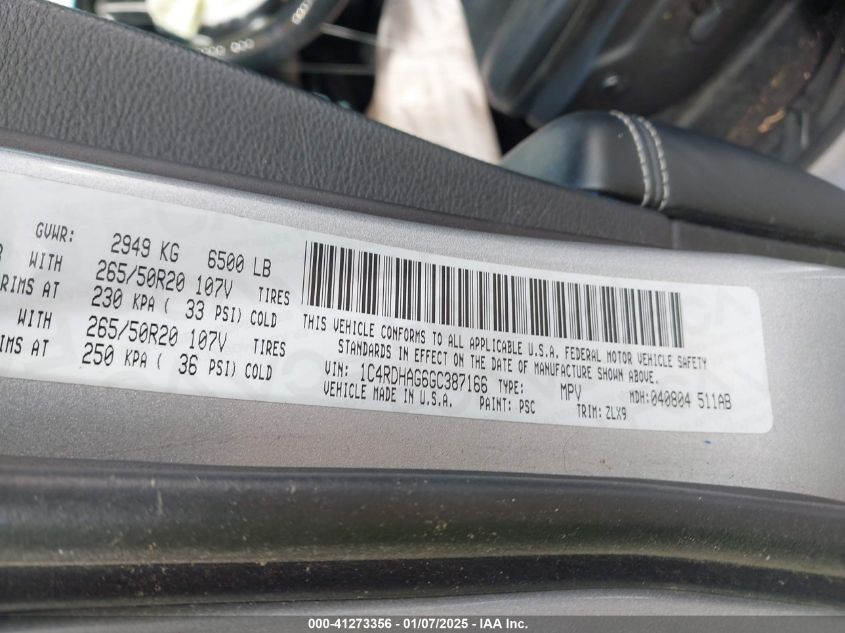 GVWR: 2949 KG 6500 LB
WITH 265/50R20 107V TIRES
RIMS AT 230 KPA ( 33 PSI) COLD
WITH 265/50R20 107V TIRES
IMS AT 250 KPA ( 36 PSI) COLD
THIS VEHICLE CONFORMS TO ALL APPLICABLE U.S.A. FEDERAL MOTOR VEHICLE SAFETY
STANDARDS IN EFFECT ON THE DATE OF MANUFACTURE SHOWN ABOVE.
VIN: 1C4RDHAG6GC387166 TYPE: MPV MDH:040804 511AB
VEHICLE MADE IN U.S.A. PAINT: PSC TRIM: ZLX9
000-41273356 - 01/07/2025 - IAA Inc.